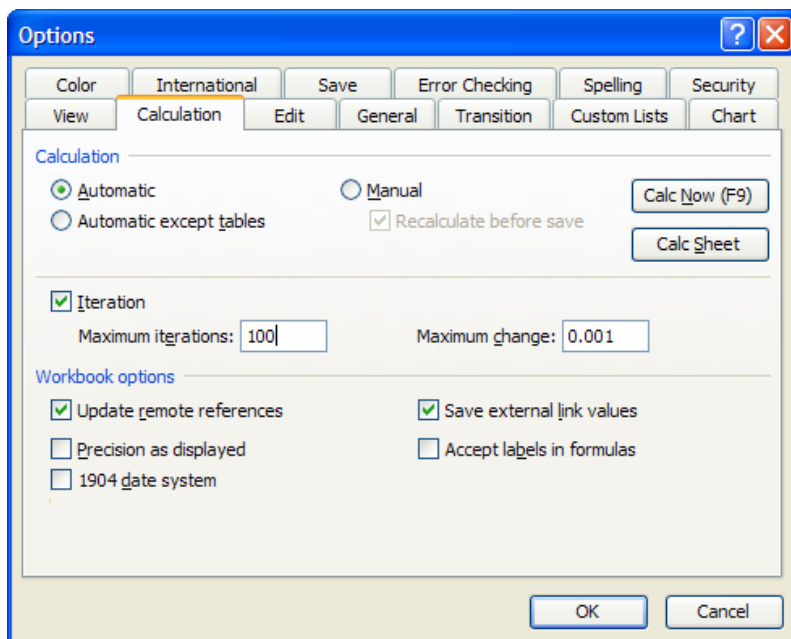 Options
Color International Save Error Checking Spelling Security
View Calculation Edit General Transition Custom Lists Chart
Calculation
Automatic Manual Calc Now (F9)
Automatic except tables Recalculate before save
Calc Sheet
Iteration
Maximum iterations: 100 Maximum change: 0.001
Workbook options
Update remote references Save external link values
Precision as displayed Accept labels in formulas
1904 date system
OK Cancel